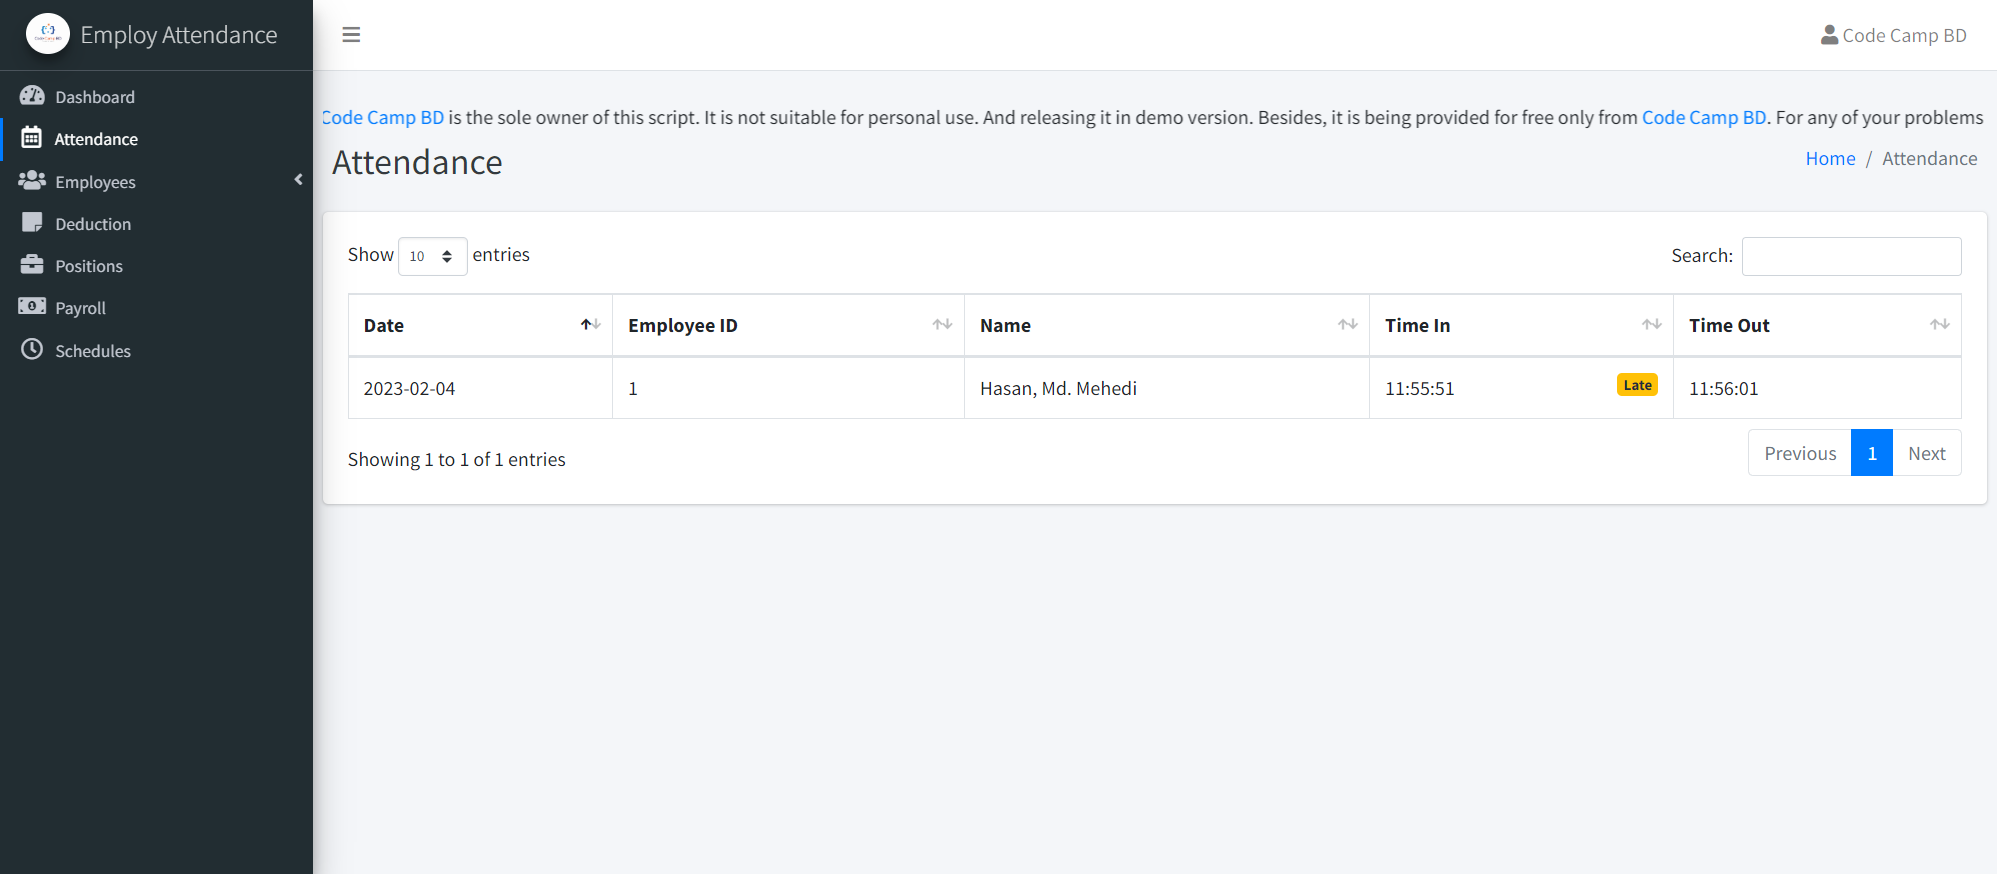 Employ Attendance
Code Camp BD
Dashboard
Attendance
Employees
Deduction
Positions
Payroll
Schedules
Code Camp BD is the sole owner of this script. It is not suitable for personal use. And releasing it in demo version. Besides, it is being provided for free only from Code Camp BD. For any of your problems
Attendance
Home / Attendance
Show 10 entries
Search:
Date Employee ID Name Time In Time Out
2023-02-04 1 Hasan, Md. Mehedi 11:55:51 Late 11:56:01
Showing 1 to 1 of 1 entries
Previous 1 Next